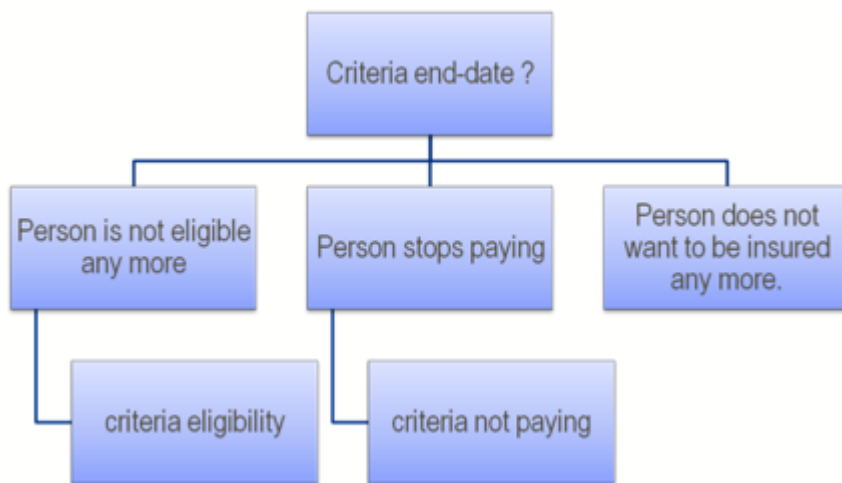 Criteria end-date ?
Person is not eligible
any more
Person stops paying
Person does not
want to be insured
any more.
criteria eligibility
criteria not paying